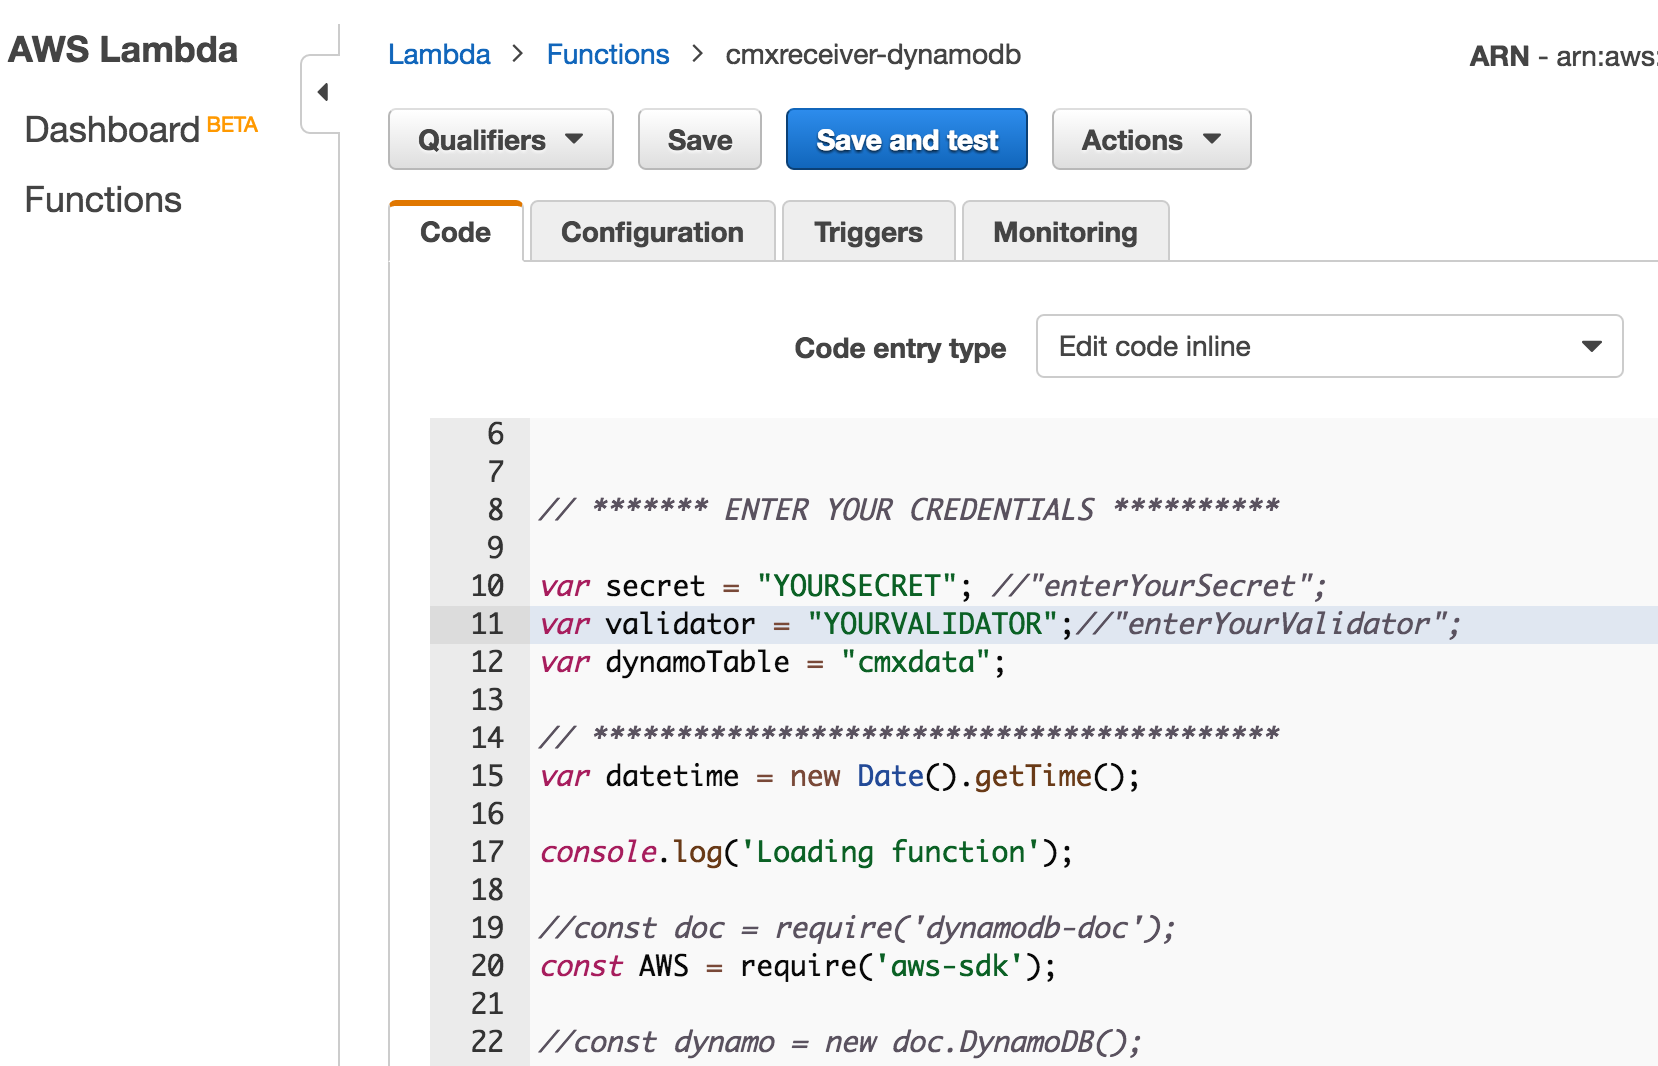 AWS Lambda
Dashboard BETA
Functions
Lambda > Functions > cmxreceiver-dynamodb
ARN - arn:aws:
Qualifiers
Save
Save and test
Actions
Code
Configuration
Triggers
Monitoring
Code entry type
Edit code inline
6
7
8 // ******* ENTER YOUR CREDENTIALS **********
9
10 var secret = "YOURSECRET"; //"enterYourSecret";
11 var validator = "YOURVALIDATOR";//"enterYourValidator";
12 var dynamoTable = "cmxdata";
13
14 // *****************************************
15 var datetime = new Date().getTime();
16
17 console.log('Loading function');
18
19 //const doc = require('dynamodb-doc');
20 const AWS = require('aws-sdk');
21
22 //const dynamo = new doc.DynamoDB();